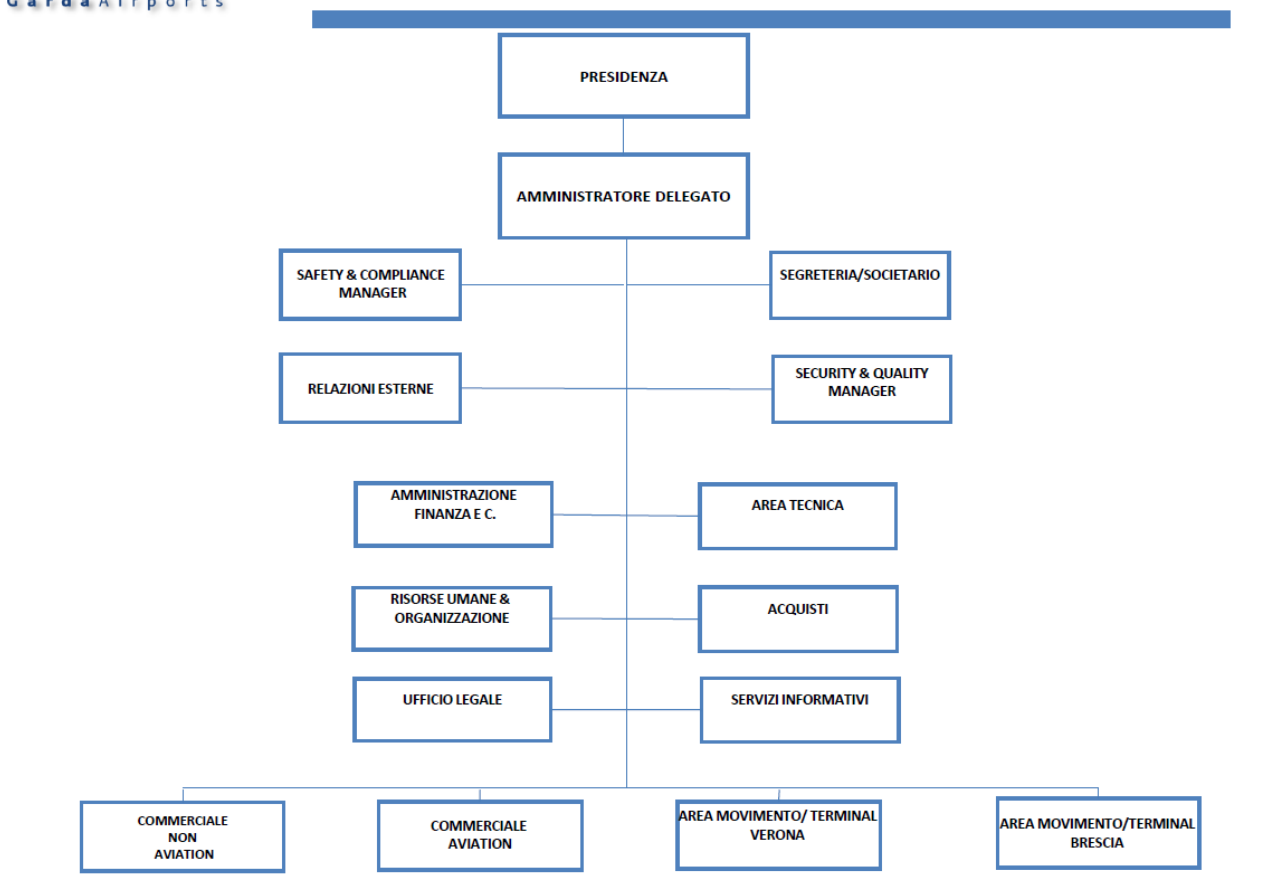 GardaAirports
PRESIDENZA
AMMINISTRATORE DELEGATO
SAFETY & COMPLIANCE
MANAGER
SEGRETERIA/SOCIETARIO
RELAZIONI ESTERNE
SECURITY & QUALITY
MANAGER
AMMINISTRAZIONE
FINANZA E C.
AREA TECNICA
RISORSE UMANE &
ORGANIZZAZIONE
ACQUISTI
UFFICIO LEGALE
SERVIZI INFORMATIVI
COMMERCIALE
NON
AVIATION
COMMERCIALE
AVIATION
AREA MOVIMENTO/ TERMINAL
VERONA
AREA MOVIMENTO/TERMINAL
BRESCIA